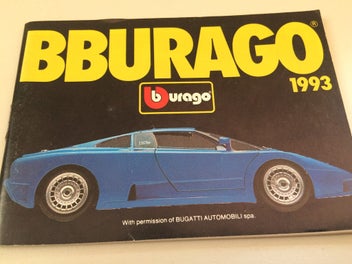 BBURAGO®
1993
burago®
With permission of BUGATTI AUTOMOBILI spa.